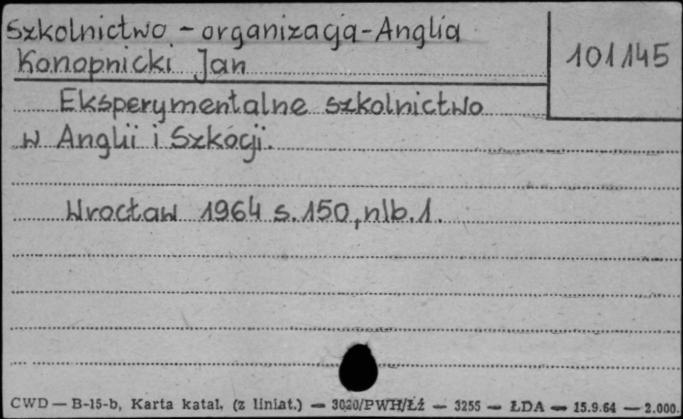 Szkolnictwo - organizacja - Anglia
Konopnicki Jan
101145
Eksperymentalne szkolnictwo
w Anglii i Szkocji.
Wrocław 1964 s. 150, nlb. 1.
CWD — B-15-b, Karta katal. (z liniat.) — 3020/PWH/Łź — 3255 — ŁDA — 15.9.64 — 2.000.